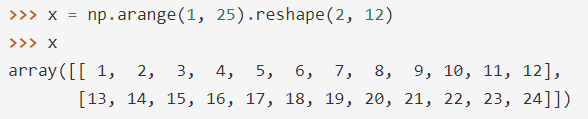 >>> x = np.arange(1, 25).reshape(2, 12)
>>> x
array([[ 1,  2,  3,  4,  5,  6,  7,  8,  9, 10, 11, 12],
       [13, 14, 15, 16, 17, 18, 19, 20, 21, 22, 23, 24]])